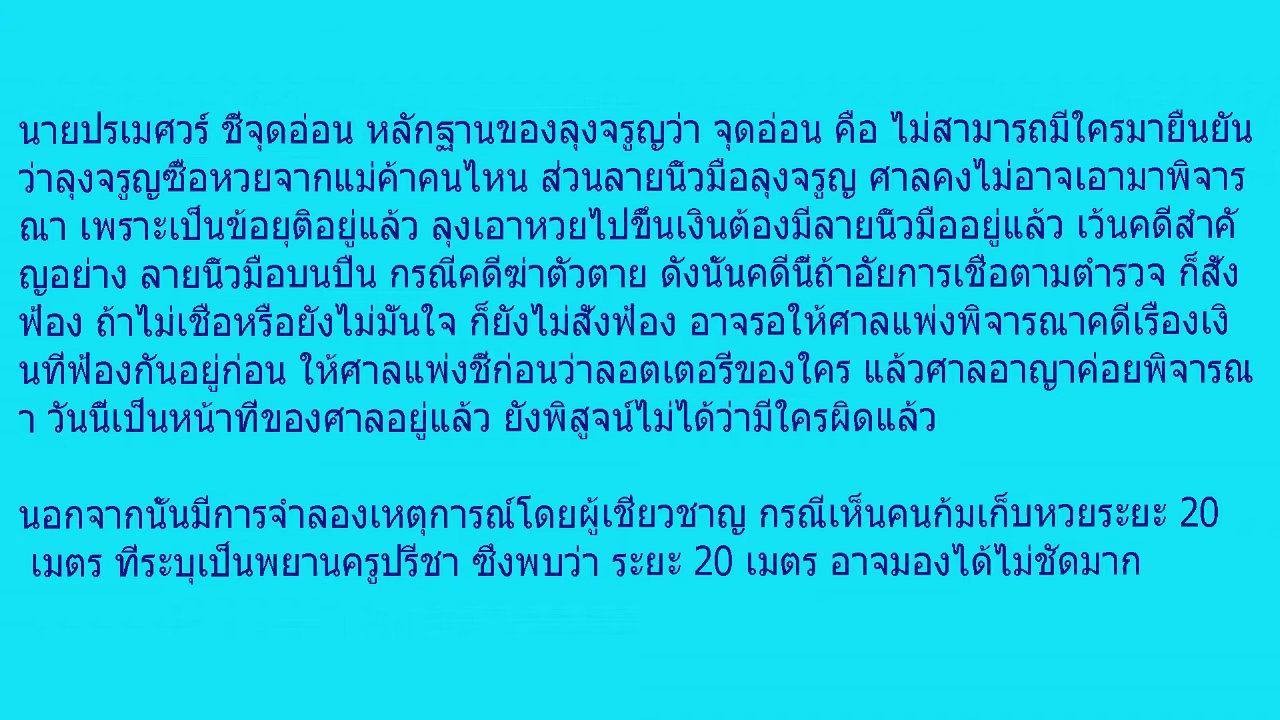 นายปรเมศวร์ ชี้จุดอ่อน หลักฐานของลุงจรูญว่า จุดอ่อน คือ ไม่สามารถมีใครมายืนยัน
ว่าลุงจรูญซื้อหวยจากแม่ค้าคนไหน ส่วนลายนิ้วมือลุงจรูญ ศาลคงไม่อาจเอามาพิจาร
ณา เพราะเป็นข้อยุติอยู่แล้ว ลุงเอาหวยไปขึ้นเงินต้องมีลายนิ้วมืออยู่แล้ว เว้นคดีสำคั
ญอย่าง ลายนิ้วมือบนปืน กรณีคดีฆ่าตัวตาย ดังนั้นคดีนี้ถ้าอัยการเชื่อตามตำรวจ ก็สั่ง
ฟ้อง ถ้าไม่เชื่อหรือยังไม่มั่นใจ ก็ยังไม่สั่งฟ้อง อาจรอให้ศาลแพ่งพิจารณาคดีเรื่องเงิ
นที่ฟ้องกันอยู่ก่อน ให้ศาลแพ่งชี้ก่อนว่าลอตเตอรี่ของใคร แล้วศาลอาญาค่อยพิจารณ
า วันนี้เป็นหน้าที่ของศาลอยู่แล้ว ยังพิสูจน์ไม่ได้ว่ามีใครผิดแล้ว
นอกจากนั้นมีการจำลองเหตุการณ์โดยผู้เชี่ยวชาญ กรณีเห็นคนก้มเก็บหวยระยะ 20
เมตร ที่ระบุเป็นพยานครูปรีชา ซึ่งพบว่า ระยะ 20 เมตร อาจมองได้ไม่ชัดมาก